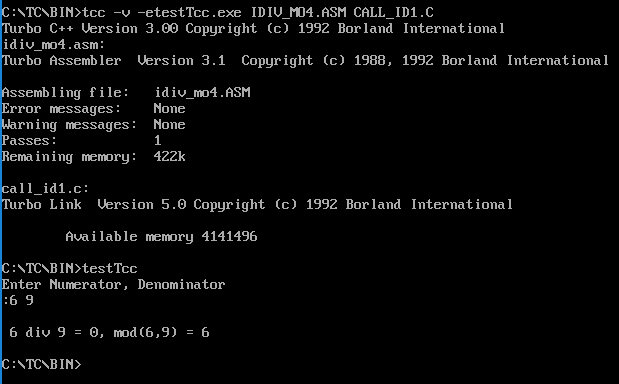 C:\TC\BIN>tcc -v -etestTcc.exe IDIV_MO4.ASM CALL_ID1.C
Turbo C++ Version 3.00 Copyright (c) 1992 Borland International
idiv_mo4.asm:
Turbo Assembler  Version 3.1  Copyright (c) 1988, 1992 Borland International
Assembling file:   idiv_mo4.ASM
Error messages:    None
Warning messages:  None
Passes:            1
Remaining memory:  422k
call_id1.c:
Turbo Link  Version 5.0 Copyright (c) 1992 Borland International
Available memory 4141496
C:\TC\BIN>testTcc
Enter Numerator, Denominator
:6 9
6 div 9 = 0, mod(6,9) = 6
C:\TC\BIN>